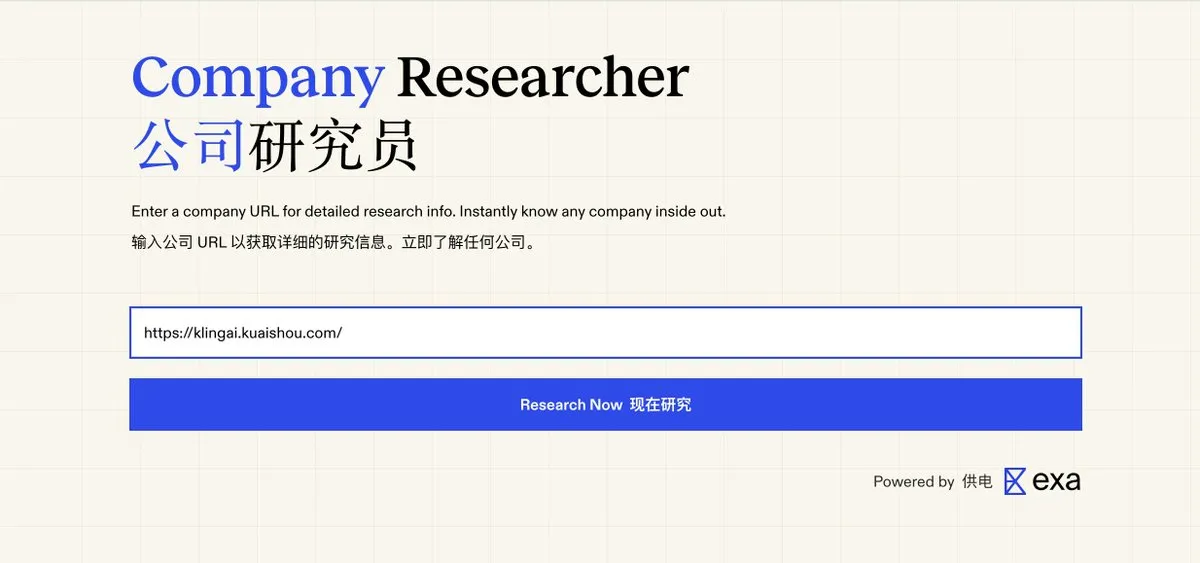 Company Researcher
公司研究员
Enter a company URL for detailed research info. Instantly know any company inside out.
输入公司 URL 以获取详细的研究信息。立即了解任何公司。
https://klingai.kuaishou.com/
Research Now 现在研究
Powered by 供电 exa